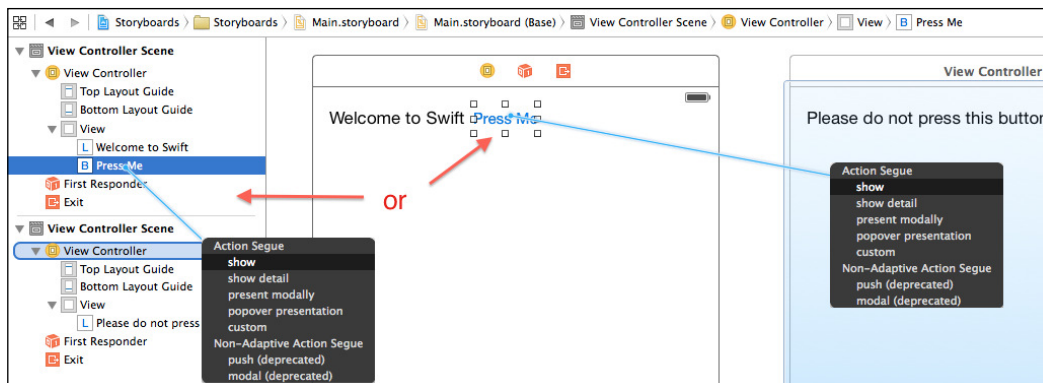 Storyboards 〉 Storyboards 〉 Main.storyboard 〉 Main.storyboard (Base) 〉 View Controller Scene 〉 View Controller 〉 View 〉 B Press Me
View Controller Scene
View Controller
Top Layout Guide
Bottom Layout Guide
View
L Welcome to Swift
B Press Me
First Responder
Exit
View Controller Scene
View Controller
Top Layout Guide
Bottom Layout Guide
View
L Please do not press
First Responder
Exit
Action Segue
show
show detail
present modally
popover presentation
custom
Non-Adaptive Action Segue
push (deprecated)
modal (deprecated)
Welcome to Swift Press Me
or
View Controller
Please do not press this button
Action Segue
show
show detail
present modally
popover presentation
custom
Non-Adaptive Action Segue
push (deprecated)
modal (deprecated)